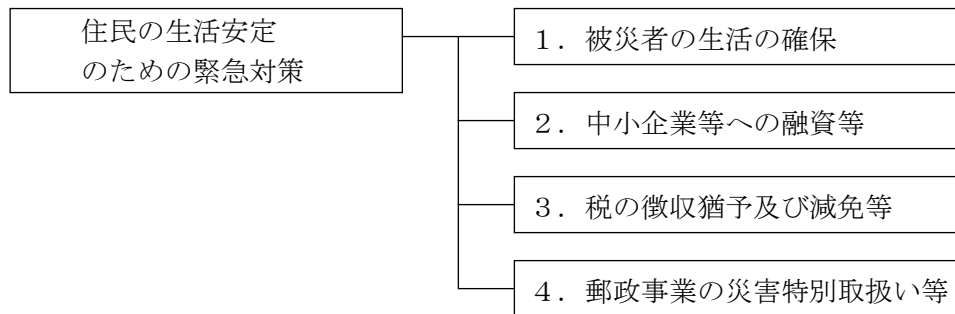 住民の生活安定
のための緊急対策
１．被災者の生活の確保
２．中小企業等への融資等
３．税の徴収猶予及び減免等
４．郵政事業の災害特別取扱い等